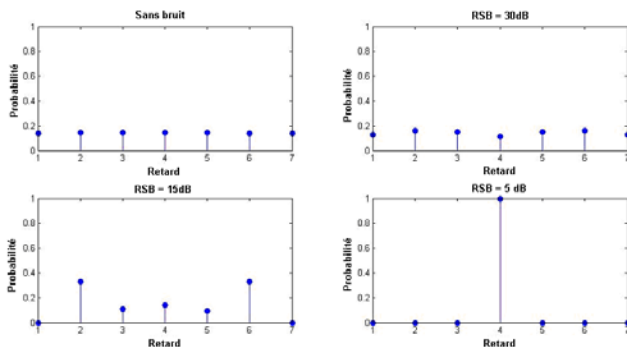 Sans bruit
Probabilité
1
0.8
0.6
0.4
0.2
0
1 2 3 4 5 6 7
Retard
RSB = 30dB
Probabilité
1
0.8
0.6
0.4
0.2
0
1 2 3 4 5 6 7
Retard
RSB = 15dB
Probabilité
1
0.8
0.6
0.4
0.2
0
1 2 3 4 5 6 7
Retard
RSB = 5 dB
Probabilité
1
0.8
0.6
0.4
0.2
0
1 2 3 4 5 6 7
Retard